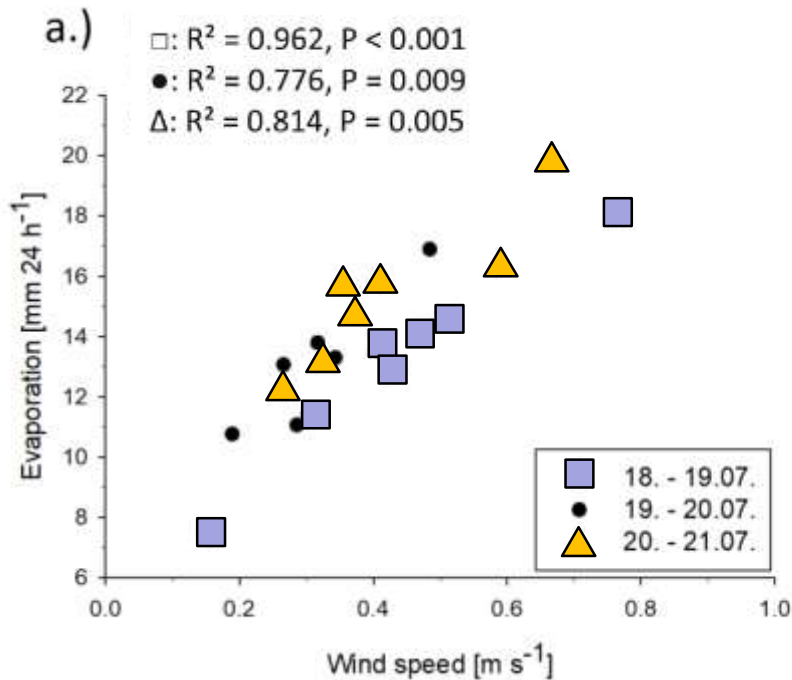 a.)
□: R² = 0.962, P < 0.001
●: R² = 0.776, P = 0.009
Δ: R² = 0.814, P = 0.005
22
20
18
16
14
12
10
8
6
Evaporation [mm 24 h⁻¹]
18. - 19.07.
19. - 20.07.
20. - 21.07.
0.0 0.2 0.4 0.6 0.8 1.0
Wind speed [m s⁻¹]